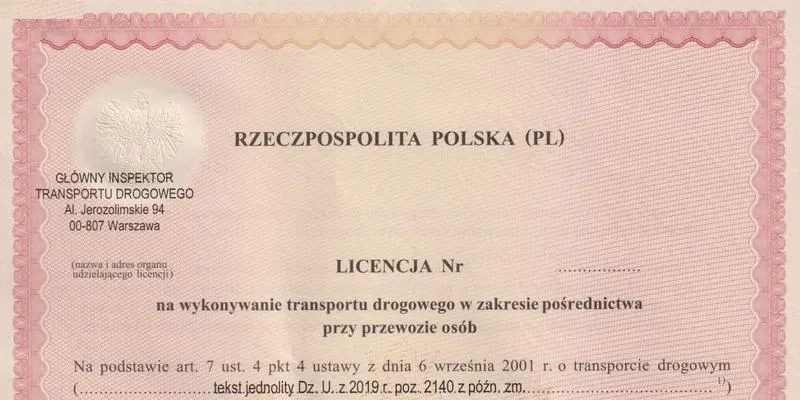 RZECZPOSPOLITA POLSKA (PL)
GŁÓWNY INSPEKTOR
TRANSPORTU DROGOWEGO
Al. Jerozolimskie 94
00-807 Warszawa
(nazwa i adres organu
udzielającego licencji)
LICENCJA Nr ....................
na wykonywanie transportu drogowego w zakresie pośrednictwa
przy przewozie osób
Na podstawie art. 7 ust. 4 pkt 4 ustawy z dnia 6 września 2001 r. o transporcie drogowym
(..............................tekst jednolity Dz. U. z 2019 r. poz. 2140 z późn. zm. ..............................¹⁾)